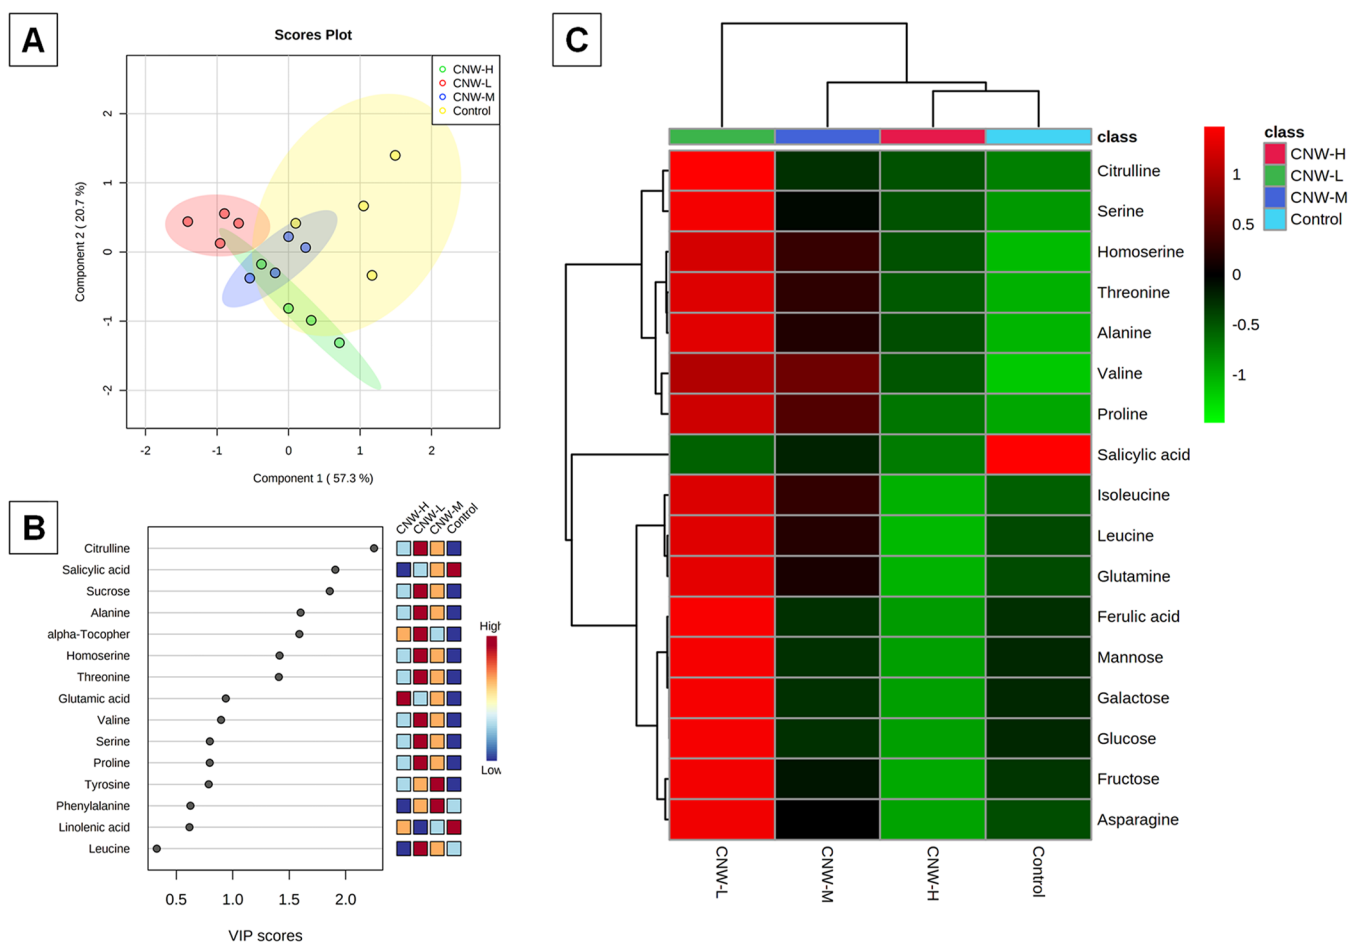 A
Scores Plot
CNW-H
CNW-L
CNW-M
Control
Component 2 ( 20.7 %)
2
1
0
-1
-2
-2 -1 0 1 2
Component 1 ( 57.3 %)
B
CNW-H CNW-L CNW-M Control
Citrulline
Salicylic acid
Sucrose
Alanine
alpha-Tocopher
Homoserine
Threonine
Glutamic acid
Valine
Serine
Proline
Tyrosine
Phenylalanine
Linolenic acid
Leucine
High
Low
0.5 1.0 1.5 2.0
VIP scores
C
class
Citrulline
Serine
Homoserine
Threonine
Alanine
Valine
Proline
Salicylic acid
Isoleucine
Leucine
Glutamine
Ferulic acid
Mannose
Galactose
Glucose
Fructose
Asparagine
CNW-L CNW-M CNW-H Control
1
0.5
0
-0.5
-1
class
CNW-H
CNW-L
CNW-M
Control